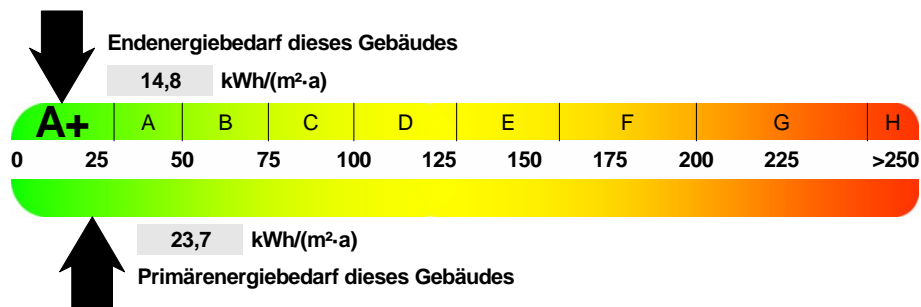 Endenergiebedarf dieses Gebäudes
14,8 kWh/(m²·a)
A+ A B C D E F G H
0 25 50 75 100 125 150 175 200 225 >250
23,7 kWh/(m²·a)
Primärenergiebedarf dieses Gebäudes